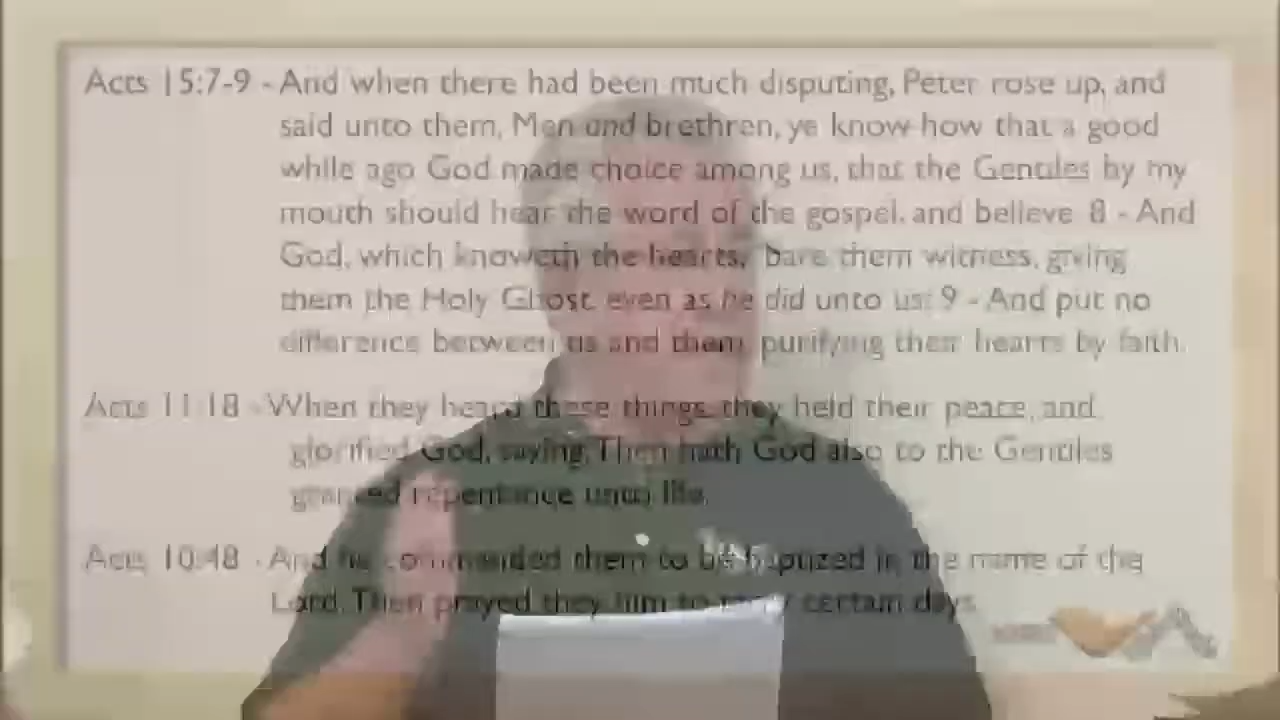 Acts 15:7-9 - And when there had been much disputing, Peter rose up, and
said unto them, Men and brethren, ye know how that a good
while ago God made choice among us, that the Gentiles by my
mouth should hear the word of the gospel, and believe 8 - And
God, which knoweth the hearts, bare them witness, giving
them the Holy Ghost, even as he did unto us: 9 - And put no
difference between us and them, purifying their hearts by faith.
Acts 11:18 - When they heard these things, they held their peace, and
glorified God, saying, Then hath God also to the Gentiles
granted repentance unto life.
Acts 10:48 - And he commanded them to be baptized in the name of the
Lord. Then prayed they him to tarry certain days.